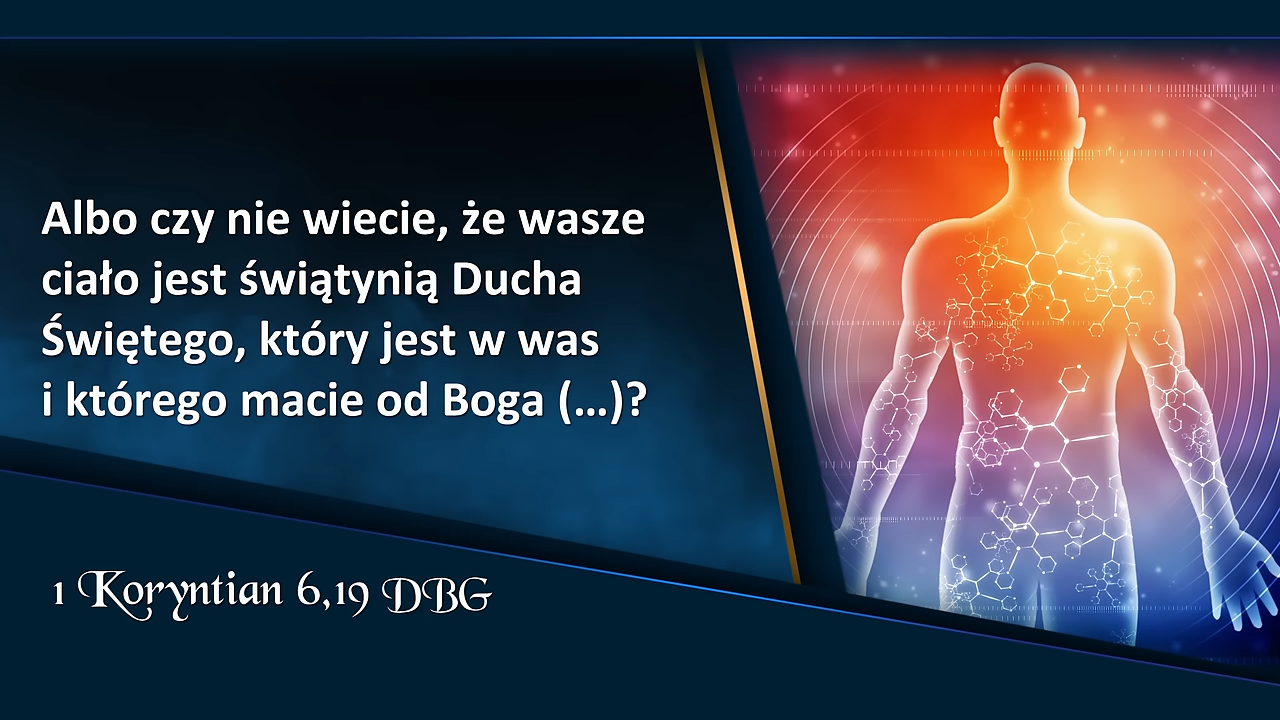 Albo czy nie wiecie, że wasze
ciało jest świątynią Ducha
Świętego, który jest w was
i którego macie od Boga (...)?
1 Koryntian 6,19 DBG